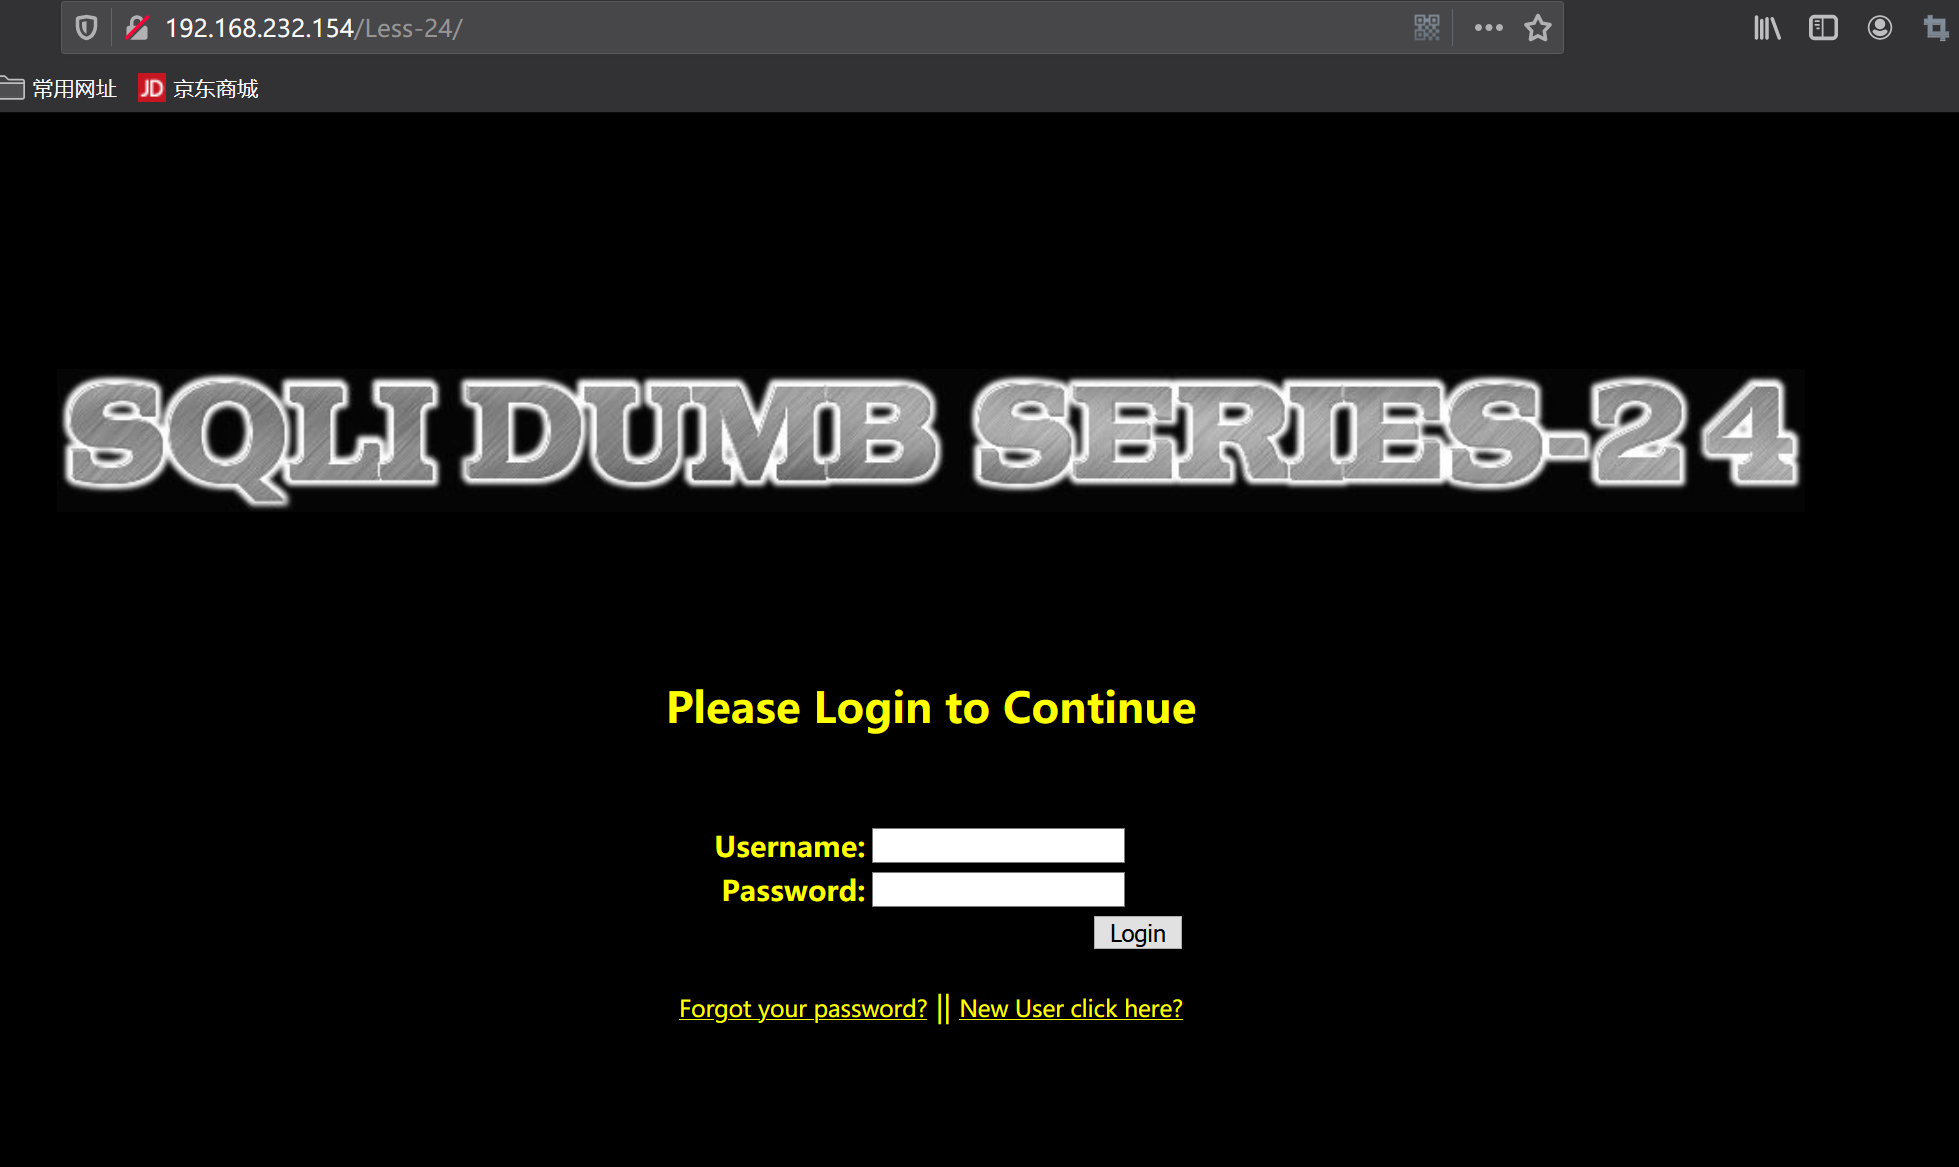 192.168.232.154/Less-24/
常用网址 JD 京东商城
SQLI DUMB SERIES-24
Please Login to Continue
Username:
Password:
Login
Forgot your password? || New User click here?